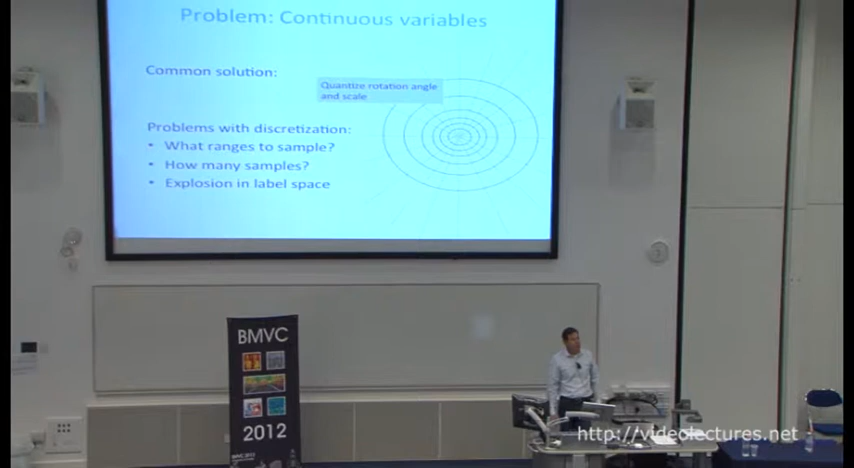 Problem: Continuous variables
Common solution:
Quantize rotation angle
and scale
Problems with discretization:
• What ranges to sample?
• How many samples?
• Explosion in label space
BMVC
2012
http://videolectures.net